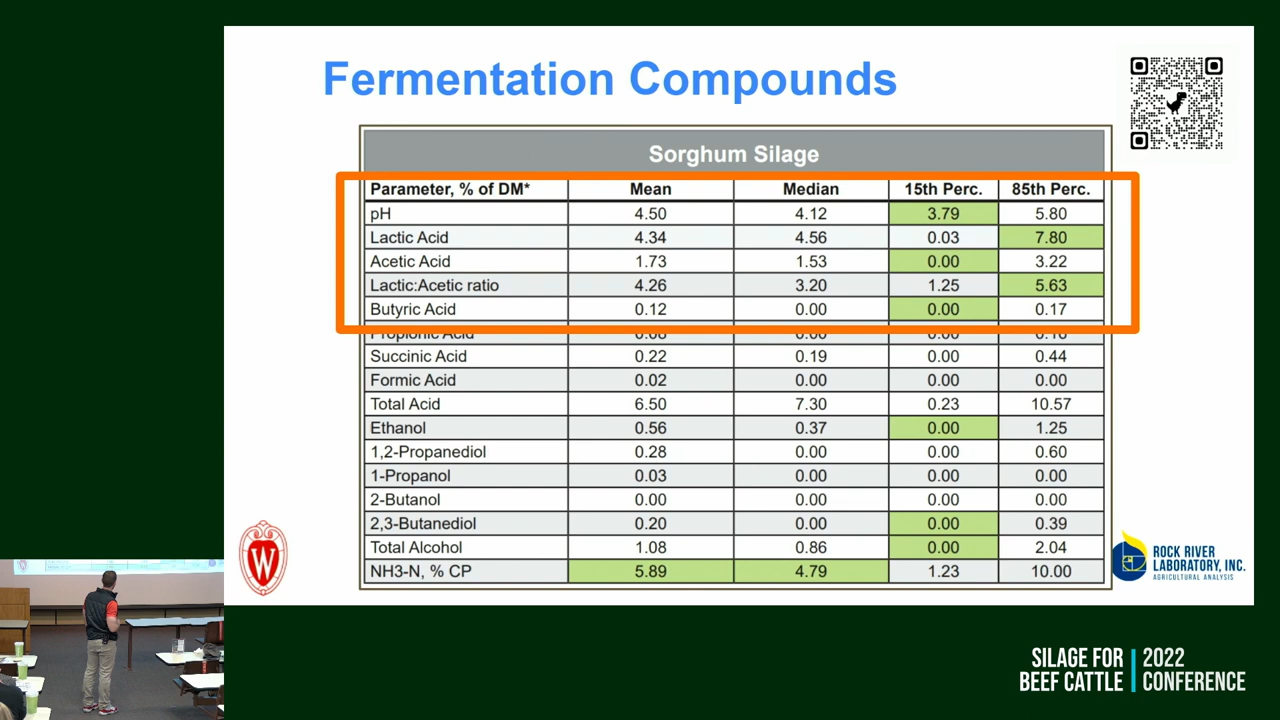 Fermentation Compounds
Sorghum Silage
Parameter, % of DM* Mean Median 15th Perc. 85th Perc.
pH 4.50 4.12 3.79 5.80
Lactic Acid 4.34 4.56 0.03 7.80
Acetic Acid 1.73 1.53 0.00 3.22
Lactic:Acetic ratio 4.26 3.20 1.25 5.63
Butyric Acid 0.12 0.00 0.00 0.17
Propionic Acid 0.08 0.00 0.00 0.16
Succinic Acid 0.22 0.19 0.00 0.44
Formic Acid 0.02 0.00 0.00 0.00
Total Acid 6.50 7.30 0.23 10.57
Ethanol 0.56 0.37 0.00 1.25
1,2-Propanediol 0.28 0.00 0.00 0.60
1-Propanol 0.03 0.00 0.00 0.00
2-Butanol 0.00 0.00 0.00 0.00
2,3-Butanediol 0.20 0.00 0.00 0.39
Total Alcohol 1.08 0.86 0.00 2.04
NH3-N, % CP 5.89 4.79 1.23 10.00
W
ROCK RIVER
LABORATORY, INC.
AGRICULTURAL ANALYSIS
SILAGE FOR 2022
BEEF CATTLE CONFERENCE